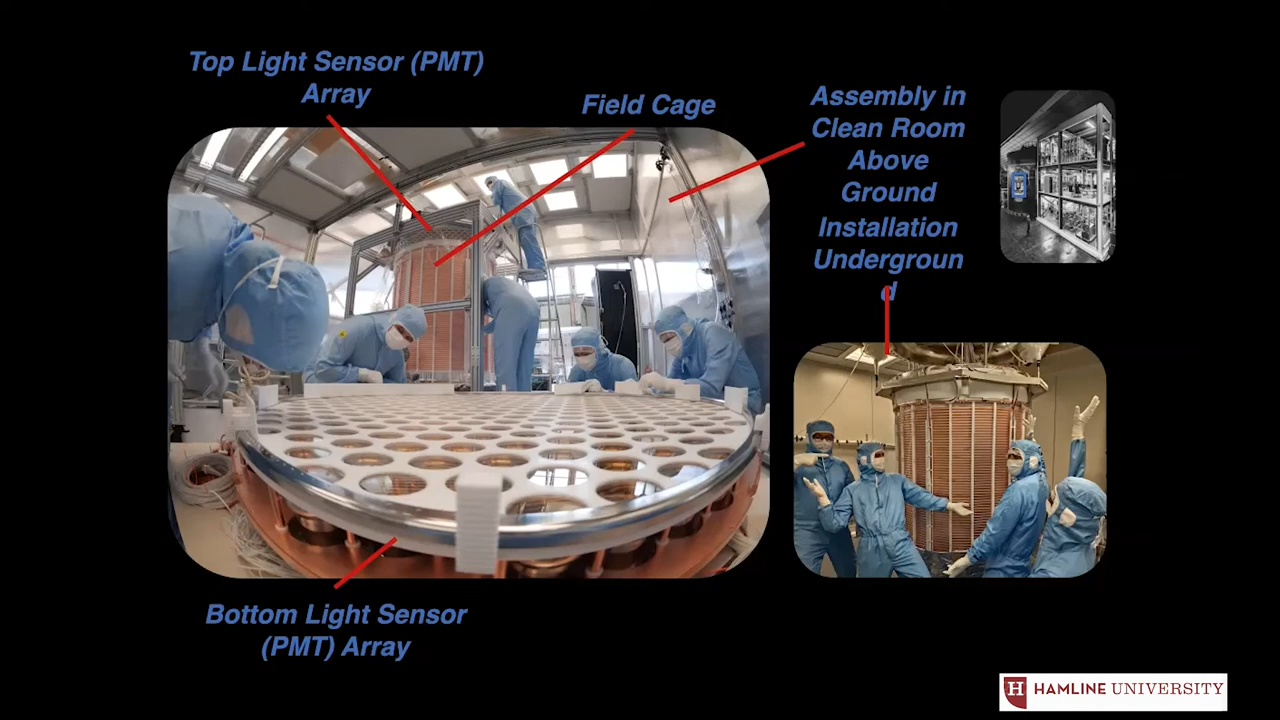 Top Light Sensor (PMT)
Array
Field Cage
Assembly in
Clean Room
Above
Ground
Installation
Undergroun
d
Bottom Light Sensor
(PMT) Array
H HAMLINE UNIVERSITY